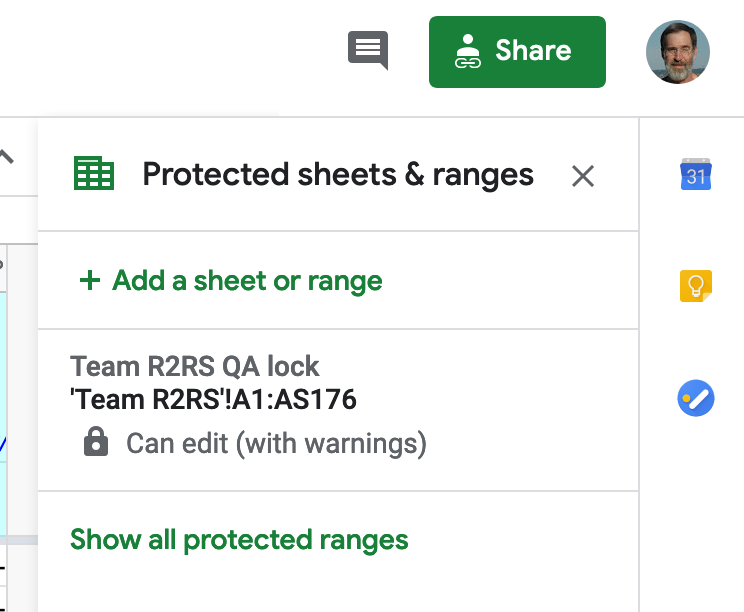 Share
Protected sheets & ranges
31
+ Add a sheet or range
Team R2RS QA lock
'Team R2RS'!A1:AS176
Can edit (with warnings)
Show all protected ranges